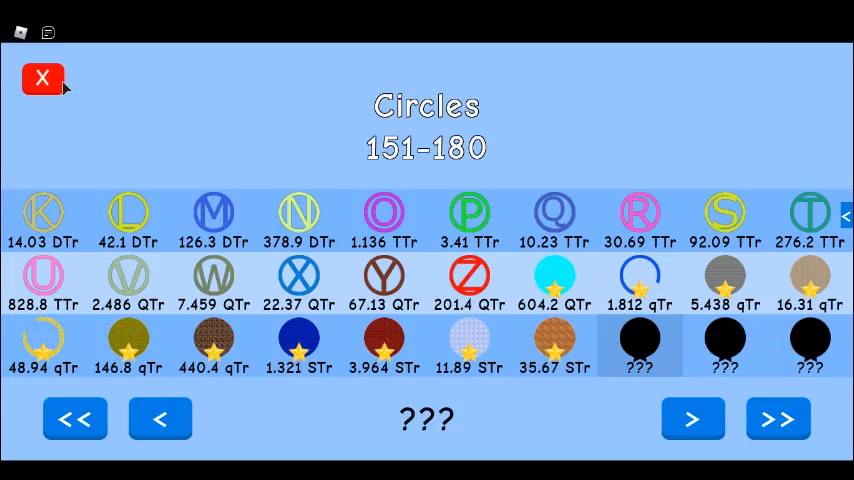 X
Circles
151-180
K L M N O P Q R S T
14.03 DTr 42.1 DTr 126.3 DTr 378.9 DTr 1.136 TTr 3.41 TTr 10.23 TTr 30.69 TTr 92.09 TTr 276.2 TTr
<
U V W X Y Z
828.8 TTr 2.486 QTr 7.459 QTr 22.37 QTr 67.13 QTr 201.4 QTr 604.2 QTr 1.812 qTr 5.438 qTr 16.31 qTr
48.94 qTr 146.8 qTr 440.4 qTr 1.321 STr 3.964 STr 11.89 STr 35.67 STr ??? ??? ???
<< < ??? > >>